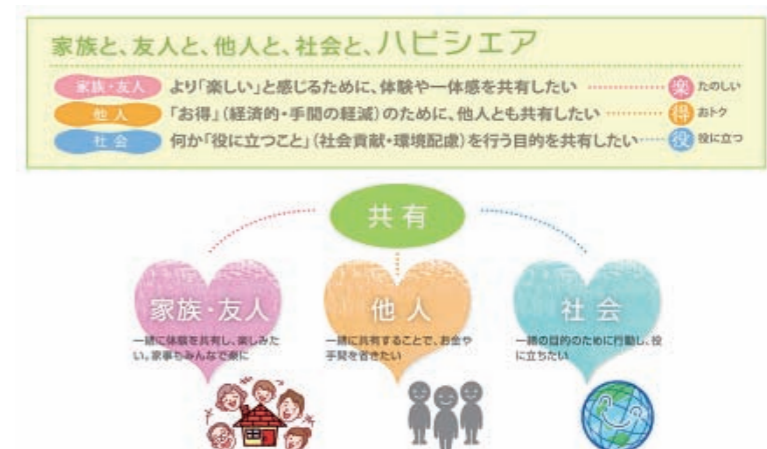 家族と、友人と、他人と、社会と、ハピシェア
家族・友人 より「楽しい」と感じるために、体験や一体感を共有したい 楽 たのしい
他人 「お得」(経済的・手間の軽減)のために、他人とも共有したい 得 おトク
社会 何か「役に立つこと」(社会貢献・環境配慮)を行う目的を共有したい 役 役に立つ
共有
家族・友人
一緒に体験を共有し、楽しみた
い。家事もみんなで楽に
他人
一緒に共有することで、お金や
手間を省きたい
社会
一緒の目的のために行動し、役
に立ちたい